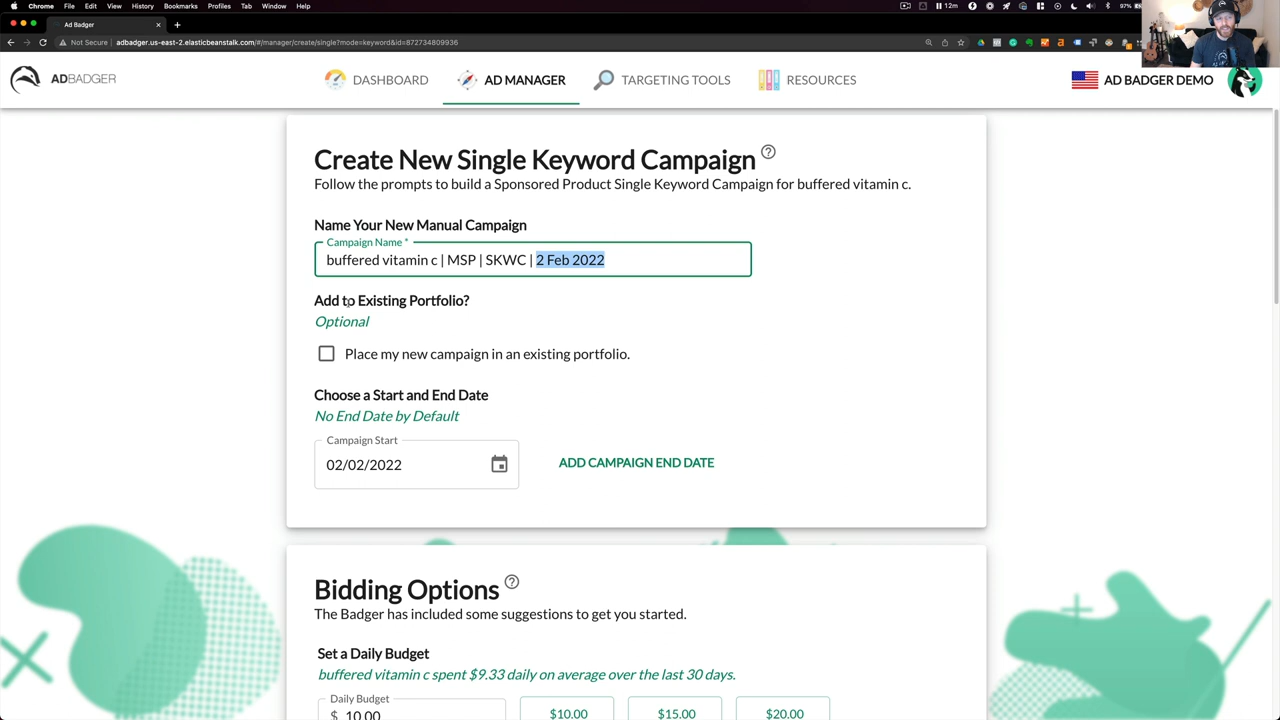 Chrome File Edit View History Bookmarks Profiles Tab Window Help
12m
97%
Ad Badger
Not Secure | adbadger.us-east-2.elasticbeanstalk.com/#/manager/create/single?mode=keyword&id=872734809936
ADBADGER
DASHBOARD
AD MANAGER
TARGETING TOOLS
RESOURCES
AD BADGER DEMO
Create New Single Keyword Campaign
Follow the prompts to build a Sponsored Product Single Keyword Campaign for buffered vitamin c.
Name Your New Manual Campaign
Campaign Name *
buffered vitamin c | MSP | SKWC | 2 Feb 2022
Add to Existing Portfolio?
Optional
Place my new campaign in an existing portfolio.
Choose a Start and End Date
No End Date by Default
Campaign Start
02/02/2022
ADD CAMPAIGN END DATE
Bidding Options
The Badger has included some suggestions to get you started.
Set a Daily Budget
buffered vitamin c spent $9.33 daily on average over the last 30 days.
Daily Budget
$ 10.00
$10.00
$15.00
$20.00